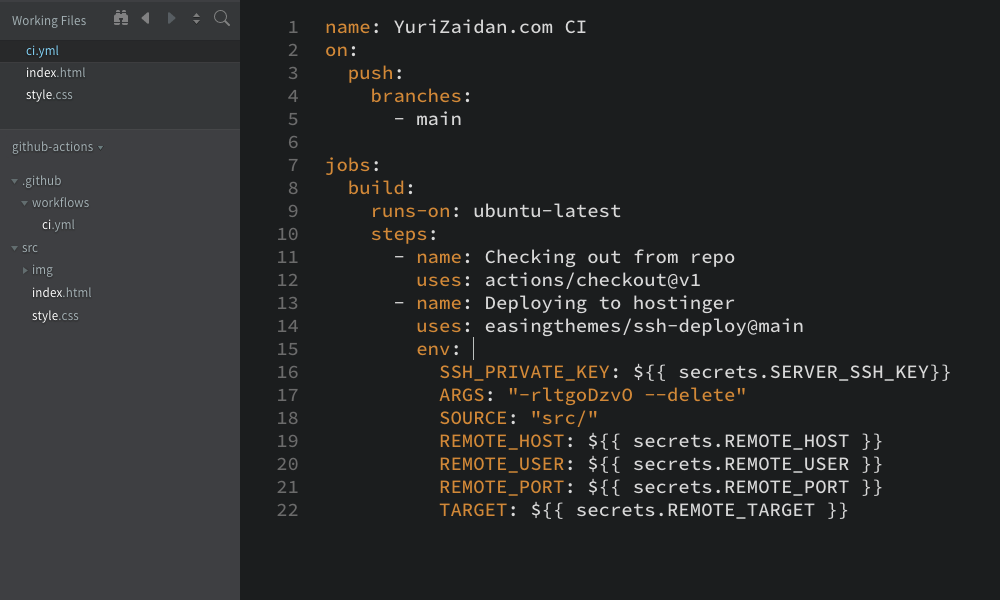 Working Files
ci.yml
index.html
style.css
github-actions
.github
workflows
ci.yml
src
img
index.html
style.css
1 name: YuriZaidan.com CI
2 on:
3   push:
4     branches:
5       - main
6
7 jobs:
8   build:
9     runs-on: ubuntu-latest
10     steps:
11       - name: Checking out from repo
12         uses: actions/checkout@v1
13       - name: Deploying to hostinger
14         uses: easingthemes/ssh-deploy@main
15         env:
16           SSH_PRIVATE_KEY: ${{ secrets.SERVER_SSH_KEY}}
17           ARGS: "-rltgoDzvO --delete"
18           SOURCE: "src/"
19           REMOTE_HOST: ${{ secrets.REMOTE_HOST }}
20           REMOTE_USER: ${{ secrets.REMOTE_USER }}
21           REMOTE_PORT: ${{ secrets.REMOTE_PORT }}
22           TARGET: ${{ secrets.REMOTE_TARGET }}